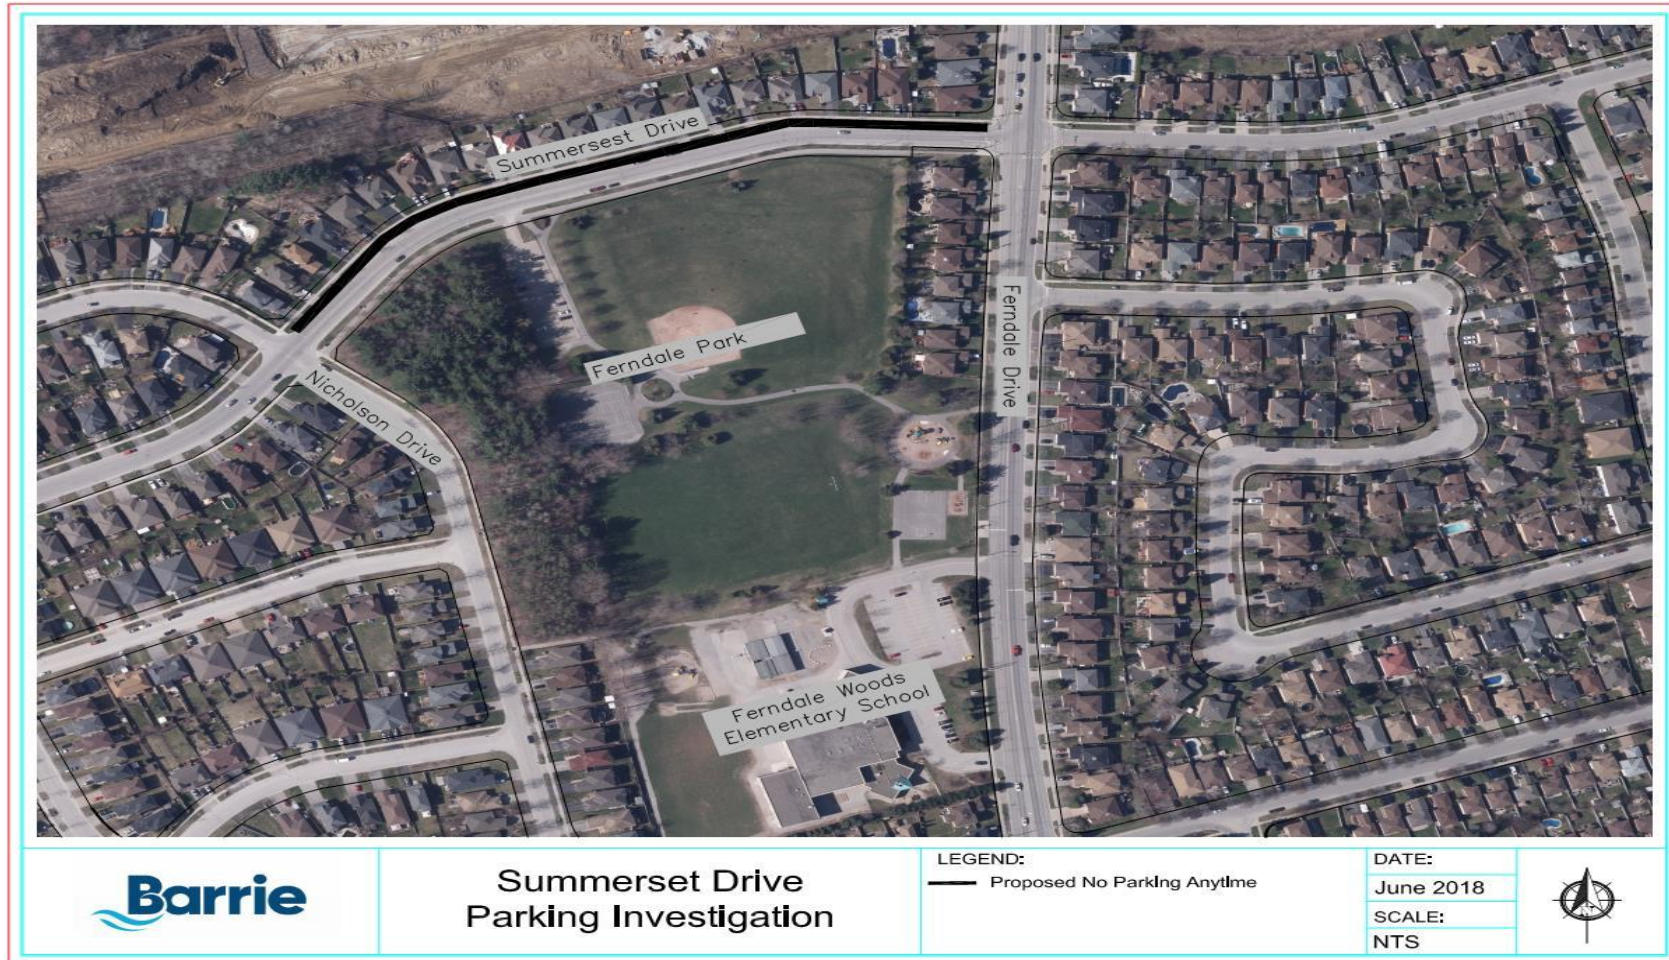 Summersest Drive
Ferndale Park
Ferndale Drive
Nicholson Drive
Ferndale Woods
Elementary School
Barrie
Summerset Drive
Parking Investigation
LEGEND:
Proposed No Parking Anytime
DATE:
June 2018
SCALE:
NTS
N